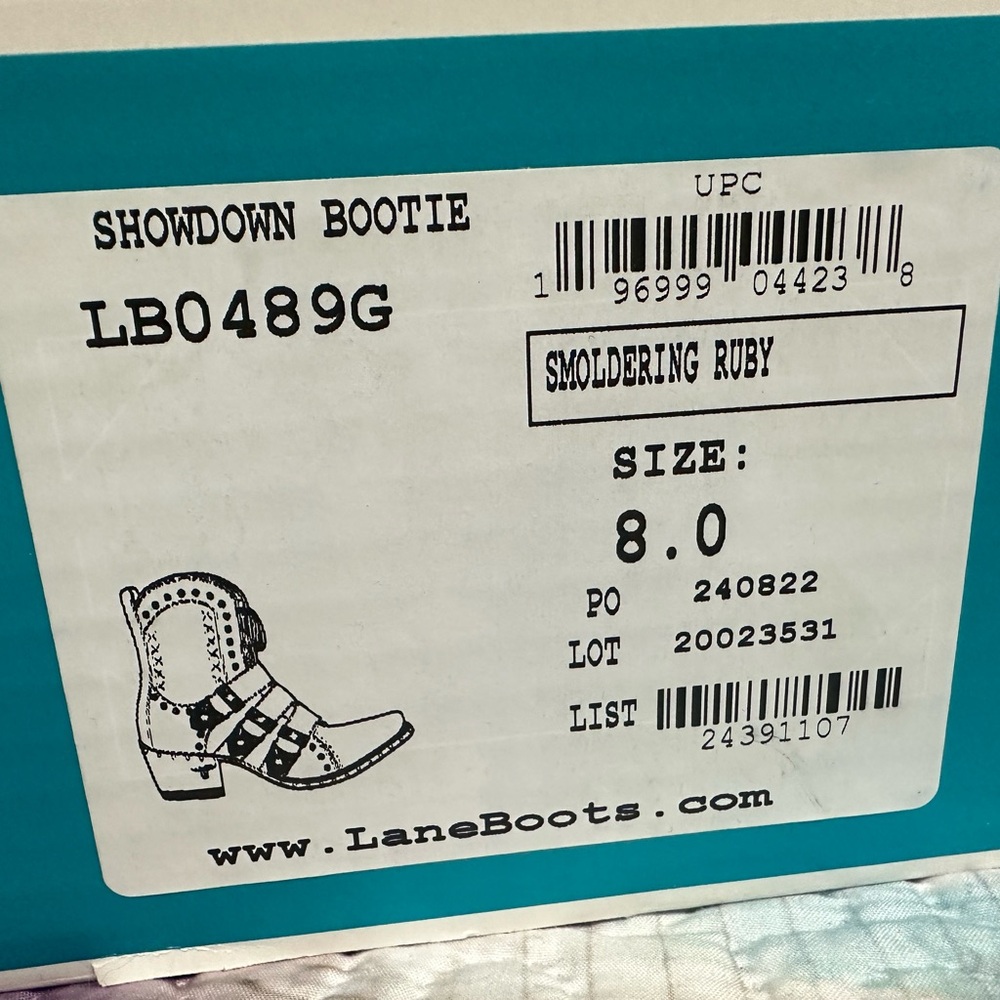 SHOWDOWN BOOTIE
LB0489G
UPC
1 96999 04423 8
SMOLDERING RUBY
SIZE:
8.0
PO 240822
LOT 20023531
LIST
24391107
www.LaneBoots.com